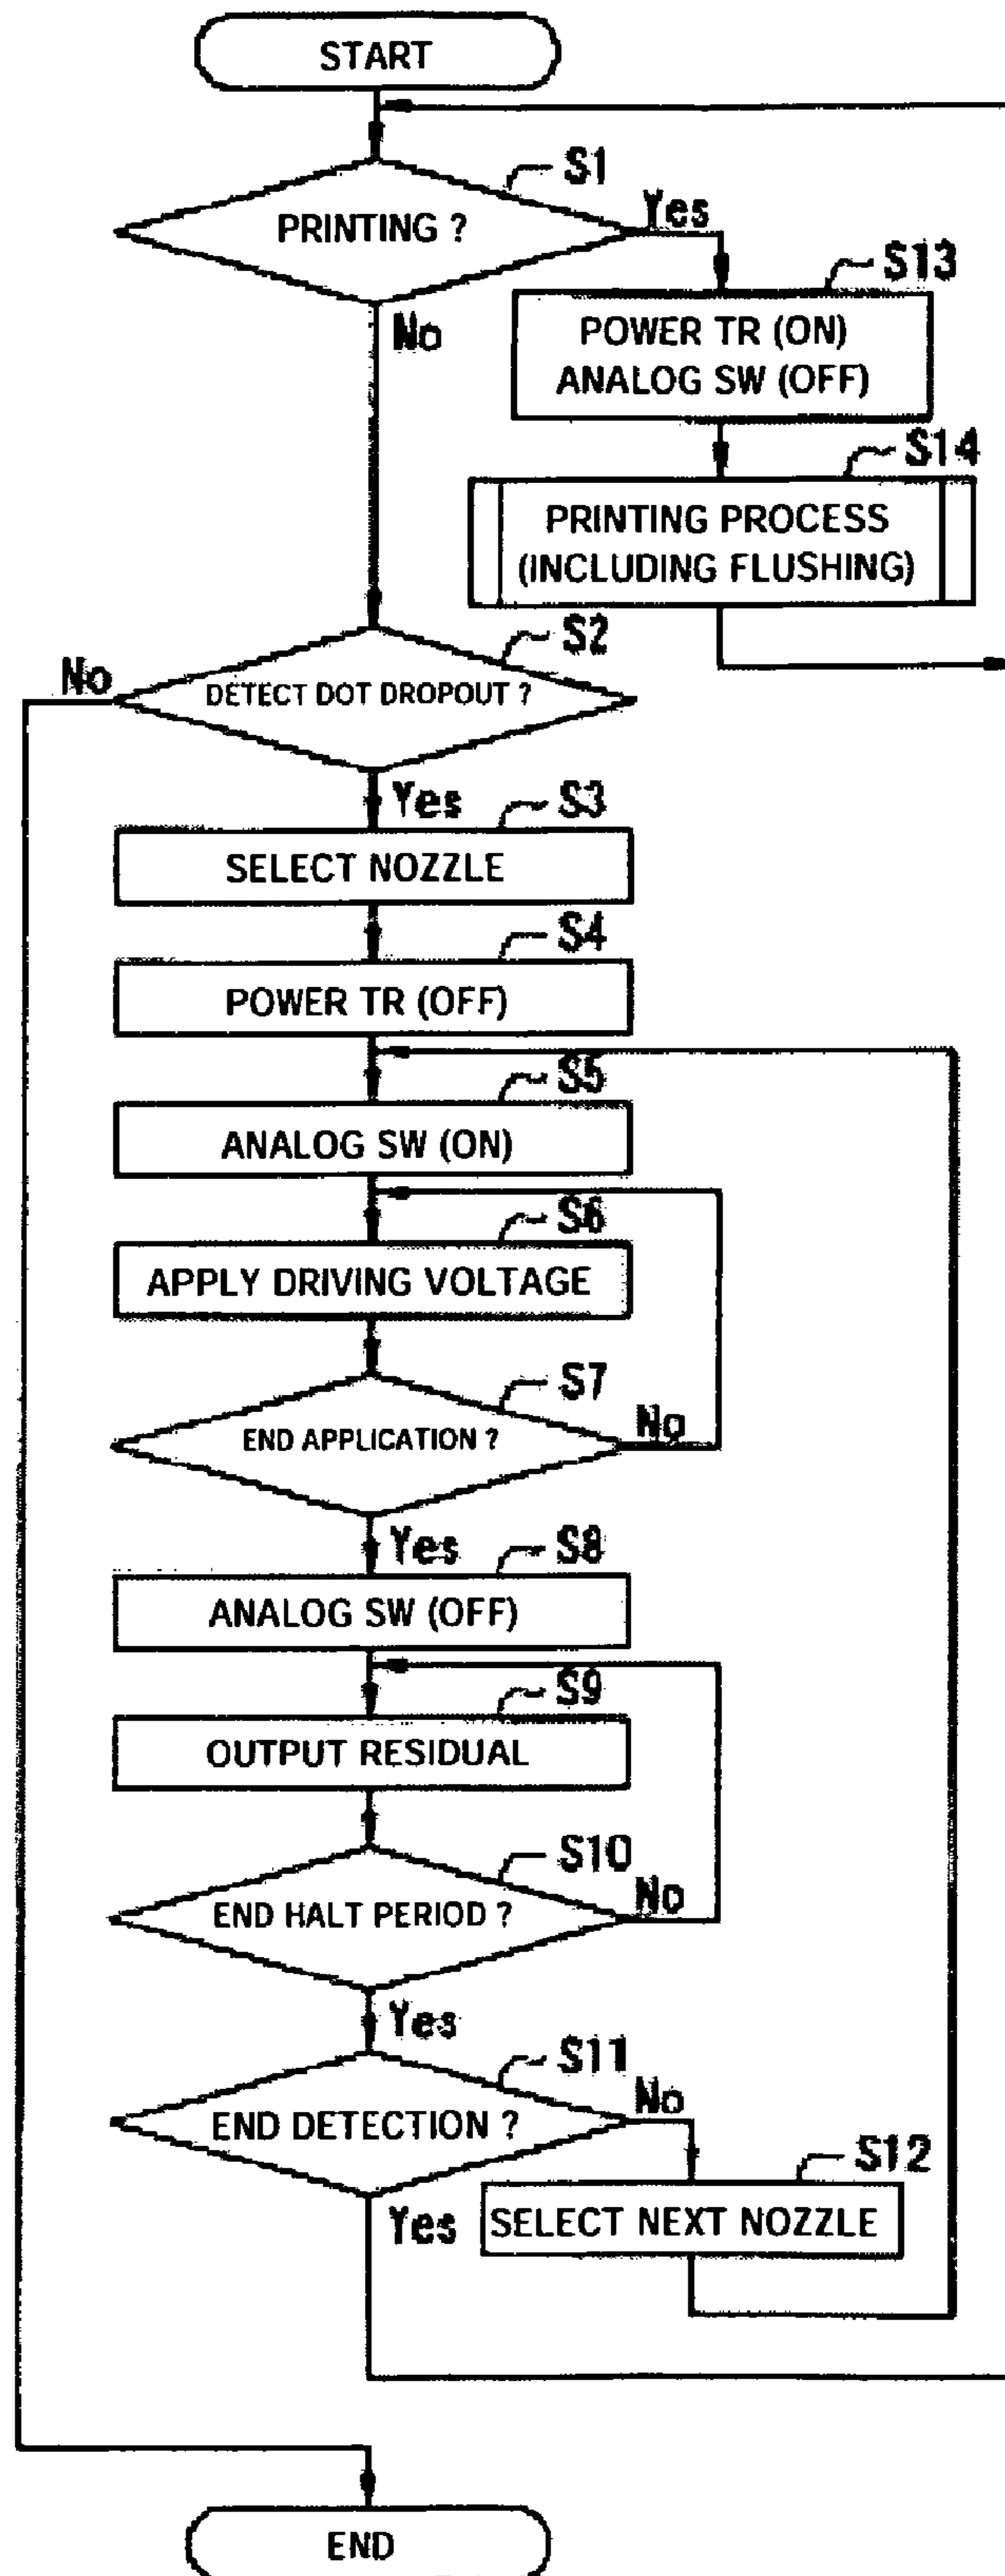 START
S1
PRINTING ?
Yes
No
S13
POWER TR (ON)
ANALOG SW (OFF)
S14
PRINTING PROCESS
(INCLUDING FLUSHING)
S2
No
DETECT DOT DROPOUT ?
Yes
S3
SELECT NOZZLE
S4
POWER TR (OFF)
S5
ANALOG SW (ON)
S6
APPLY DRIVING VOLTAGE
S7
END APPLICATION ?
No
Yes
S8
ANALOG SW (OFF)
S9
OUTPUT RESIDUAL
S10
END HALT PERIOD ?
No
Yes
S11
END DETECTION ?
No
S12
Yes
SELECT NEXT NOZZLE
END